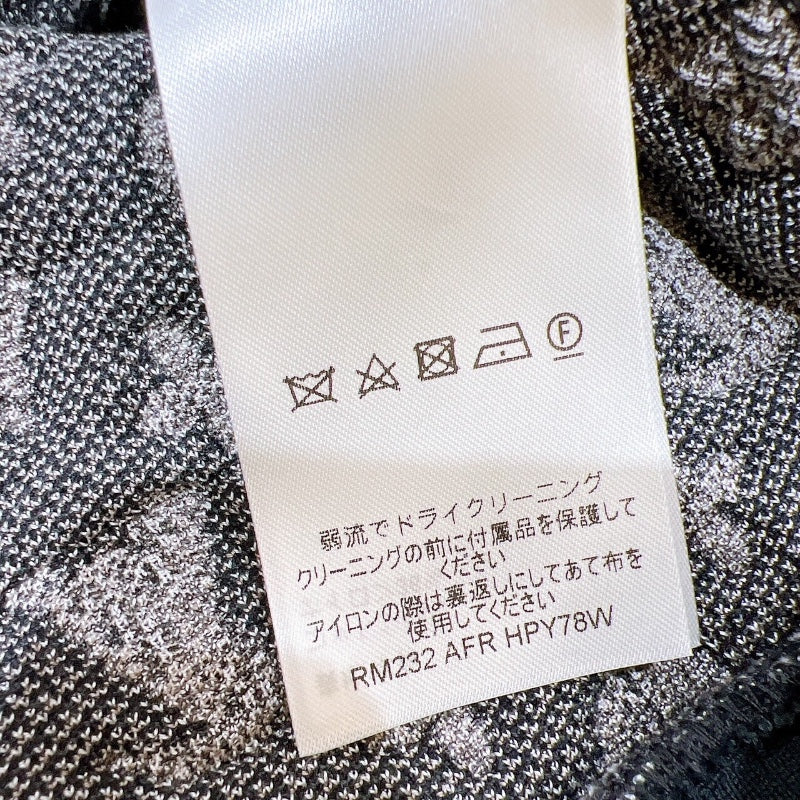 F
弱流でドライクリーニング
クリーニングの前に付属品を保護して
ください
アイロンの際は裏返しにしてあて布を
使用してください
RM232 AFR HPY78W